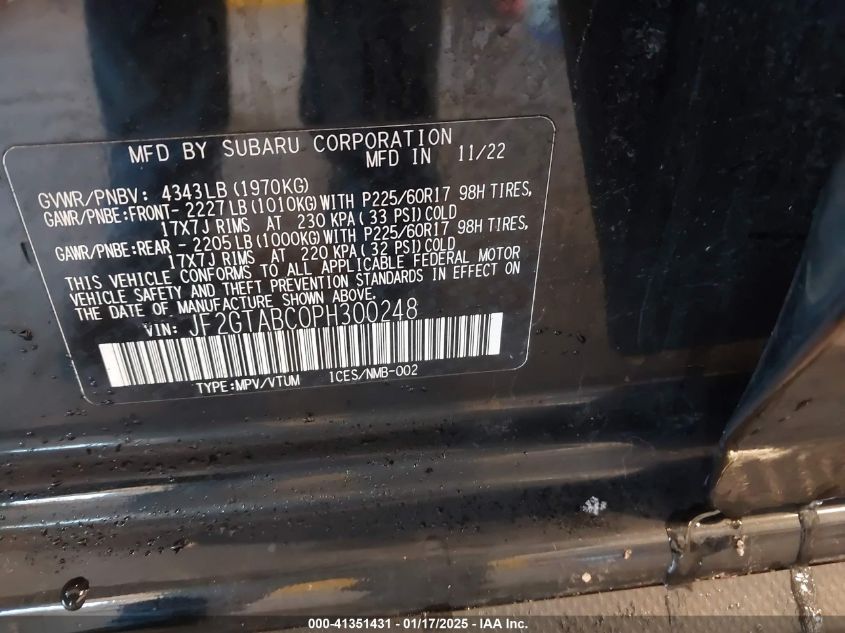 MFD BY SUBARU CORPORATION
MFD IN 11/22
GVWR/PNBV: 4343LB(1970KG)
GAWR/PNBE:FRONT-2227LB(1010KG)WITH P225/60R17 98H TIRES,
17X7J RIMS AT 230 KPA(33 PSI)COLD
GAWR/PNBE:REAR -2205LB(1000KG)WITH P225/60R17 98H TIRES,
17X7J RIMS AT 220 KPA(32 PSI)COLD
THIS VEHICLE CONFORMS TO ALL APPLICABLE FEDERAL MOTOR
VEHICLE SAFETY AND THEFT PREVENTION STANDARDS IN EFFECT ON
THE DATE OF MANUFACTURE SHOWN ABOVE.
VIN: JF2GTABC0PH300248
TYPE:MPV/VTUM 1CES/NMB-002
000-41351431 - 01/17/2025 - IAA Inc.